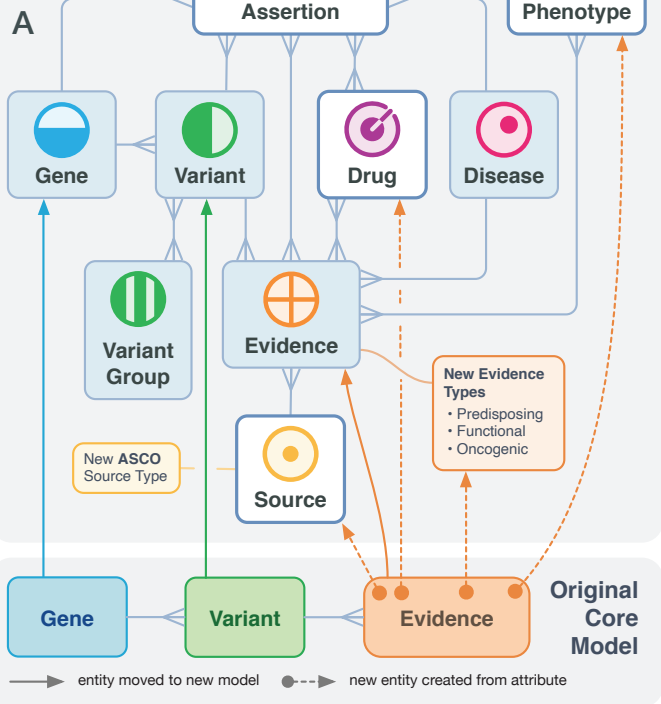 A
Assertion
Phenotype
Gene
Variant
Drug
Disease
Variant
Group
Evidence
New Evidence
Types
• Predisposing
• Functional
• Oncogenic
New ASCO
Source Type
Source
Gene
Variant
Evidence
Original
Core
Model
entity moved to new model
new entity created from attribute